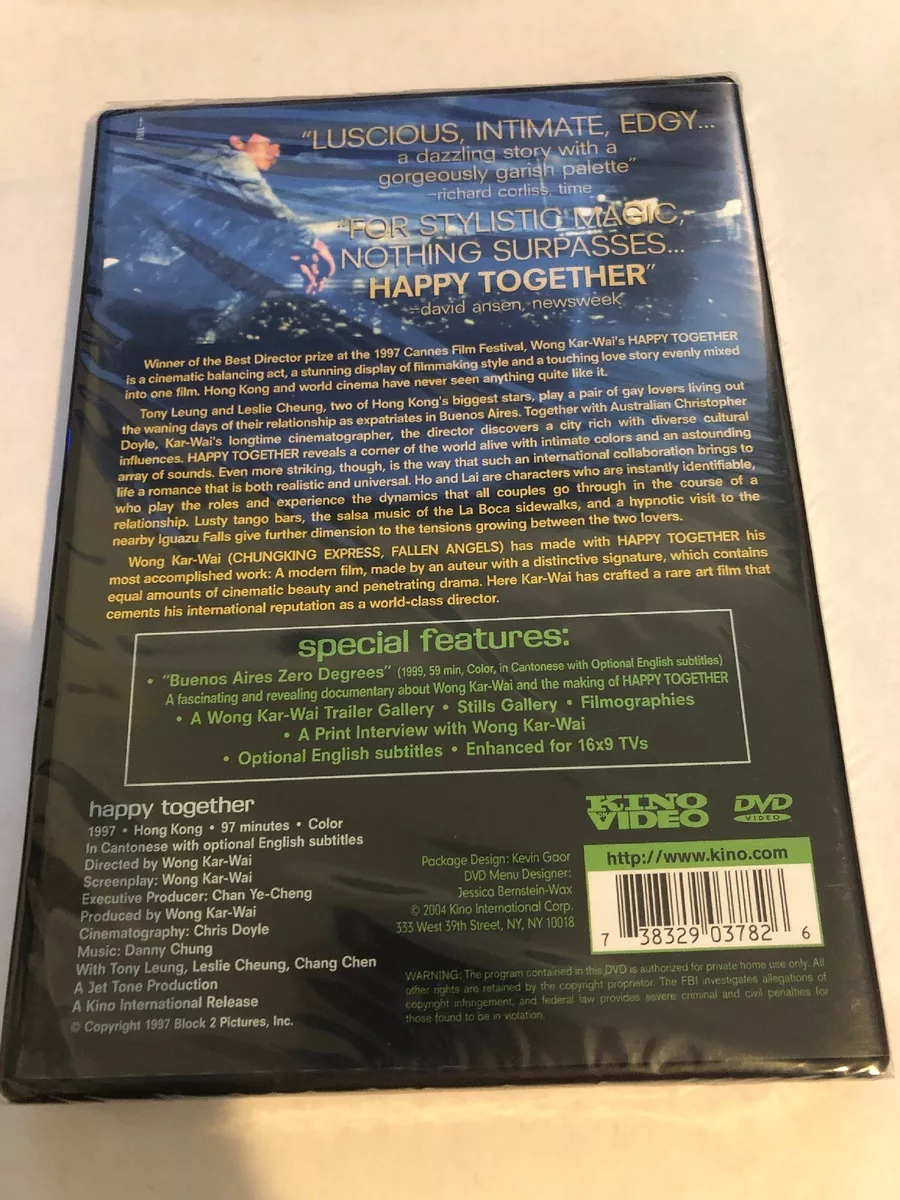 FULL→
"LUSCIOUS, INTIMATE, EDGY...
a dazzling story with a
gorgeously garish palette"
–richard corliss, time
"FOR STYLISTIC MAGIC,
NOTHING SURPASSES...
HAPPY TOGETHER"
–david ansen, newsweek
Winner of the Best Director prize at the 1997 Cannes Film Festival, Wong Kar-Wai's HAPPY TOGETHER
is a cinematic balancing act, a stunning display of filmmaking style and a touching love story evenly mixed
into one film. Hong Kong and world cinema have never seen anything quite like it.
Tony Leung and Leslie Cheung, two of Hong Kong's biggest stars, play a pair of gay lovers living out
the waning days of their relationship as expatriates in Buenos Aires. Together with Australian Christopher
Doyle, Kar-Wai's longtime cinematographer, the director discovers a city rich with diverse cultural
influences. HAPPY TOGETHER reveals a corner of the world alive with intimate colors and an astounding
array of sounds. Even more striking, though, is the way that such an international collaboration brings to
life a romance that is both realistic and universal. Ho and Lai are characters who are instantly identifiable,
who play the roles and experience the dynamics that all couples go through in the course of a
relationship. Lusty tango bars, the salsa music of the La Boca sidewalks, and a hypnotic visit to the
nearby Iguazu Falls give further dimension to the tensions growing between the two lovers.
Wong Kar-Wai (CHUNGKING EXPRESS, FALLEN ANGELS) has made with HAPPY TOGETHER his
most accomplished work: A modern film, made by an auteur with a distinctive signature, which contains
equal amounts of cinematic beauty and penetrating drama. Here Kar-Wai has crafted a rare art film that
cements his international reputation as a world-class director.
special features:
• "Buenos Aires Zero Degrees" (1999, 59 min, Color, in Cantonese with Optional English subtitles)
A fascinating and revealing documentary about Wong Kar-Wai and the making of HAPPY TOGETHER
• A Wong Kar-Wai Trailer Gallery • Stills Gallery • Filmographies
• A Print Interview with Wong Kar-Wai
• Optional English subtitles • Enhanced for 16x9 TVs
happy together
1997 • Hong Kong • 97 minutes • Color
In Cantonese with optional English subtitles
Directed by Wong Kar-Wai
Screenplay: Wong Kar-Wai
Executive Producer: Chan Ye-Cheng
Produced by Wong Kar-Wai
Cinematography: Chris Doyle
Music: Danny Chung
With Tony Leung, Leslie Cheung, Chang Chen
A Jet Tone Production
A Kino International Release
© Copyright 1997 Block 2 Pictures, Inc.
Package Design: Kevin Gaor
DVD Menu Designer:
Jessica Bernstein-Wax
© 2004 Kino International Corp.
333 West 39th Street, NY, NY 10018
KINO
ON
VIDEO
DVD
VIDEO
http://www.kino.com
7 38329 03782 6
WARNING: The program contained in this DVD is authorized for private home use only. All
other rights are retained by the copyright proprietor. The FBI investigates allegations of
copyright infringement, and federal law provides severe criminal and civil penalties for
those found to be in violation.